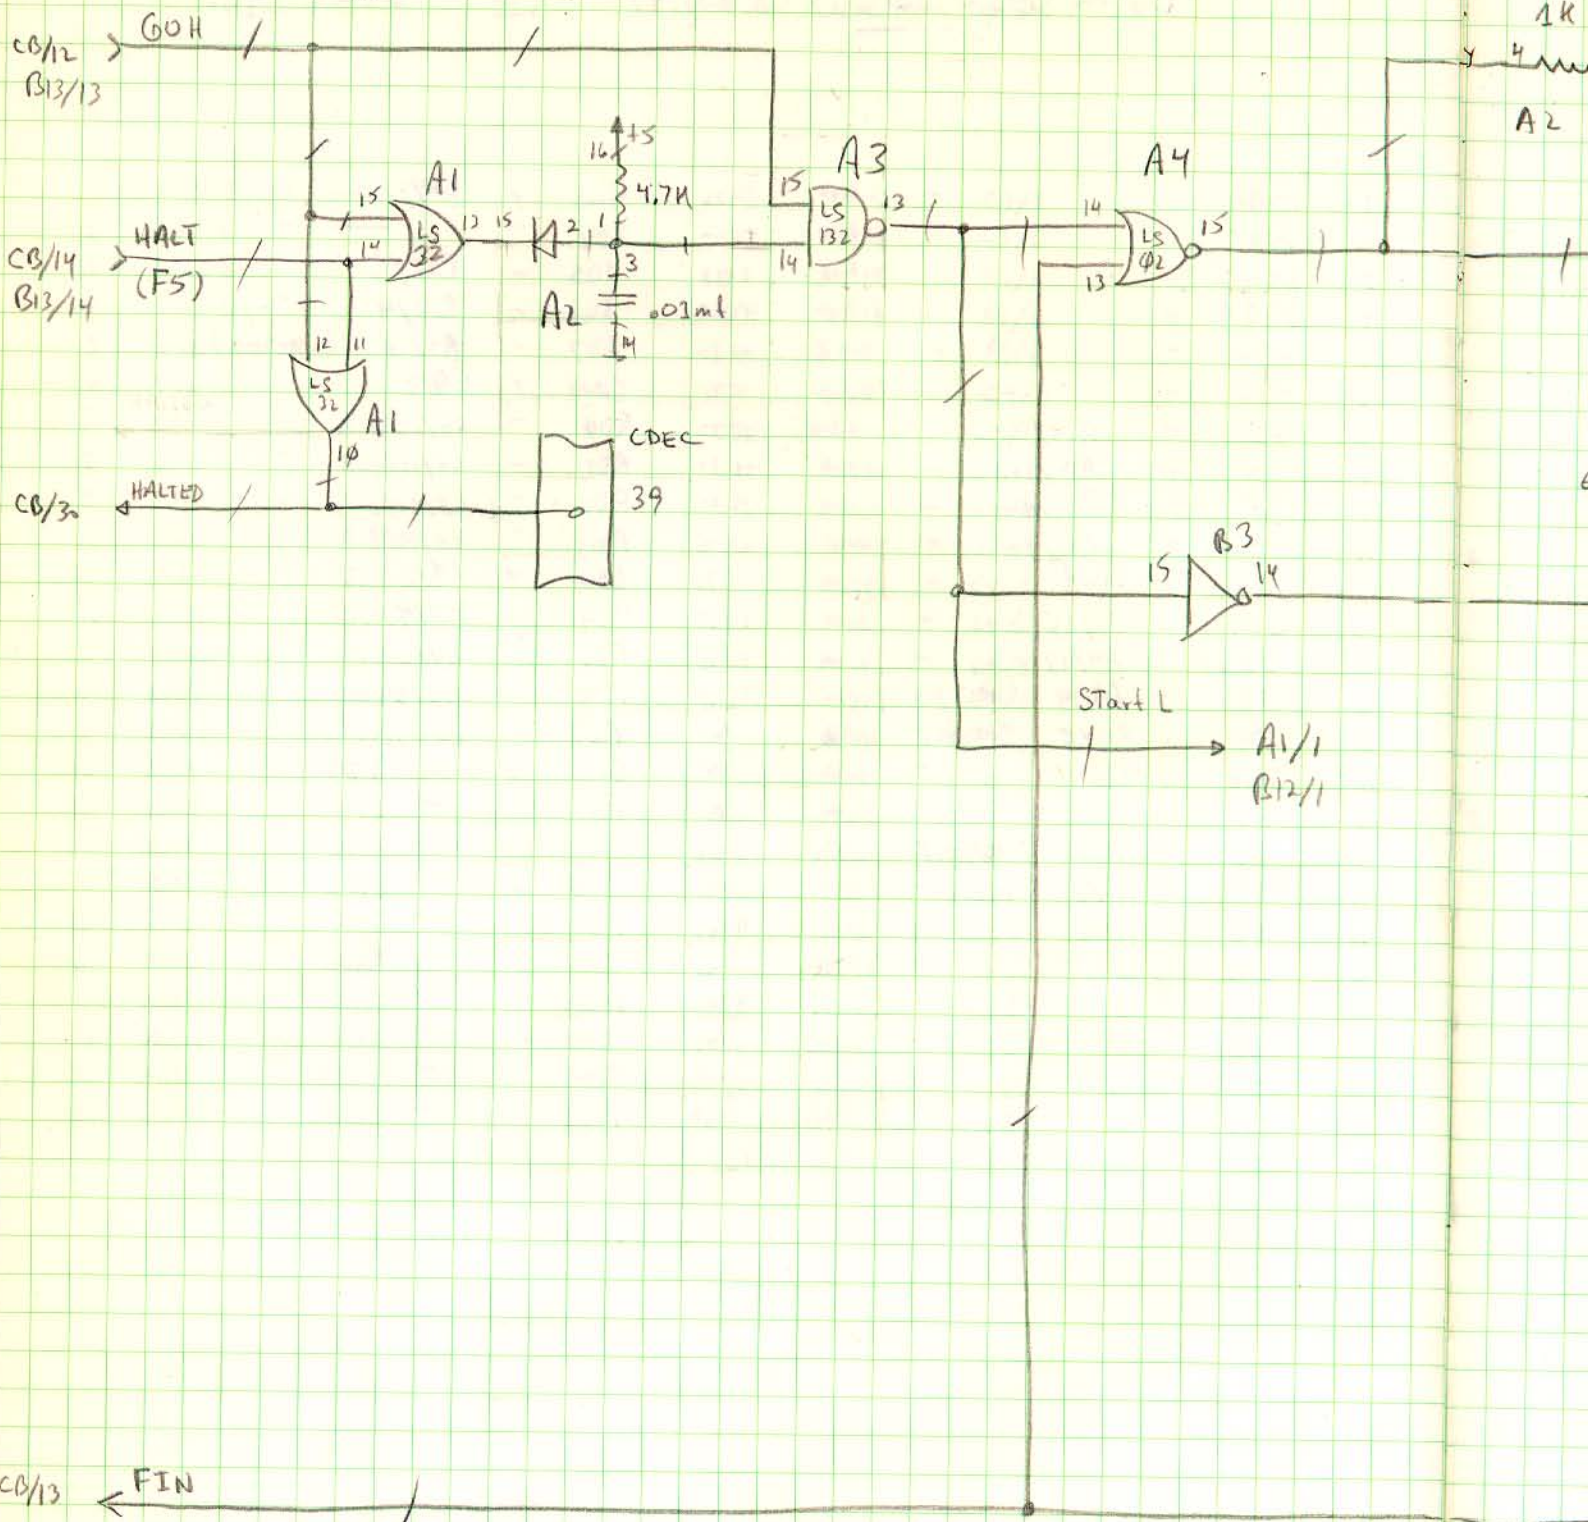 1K
GOH
CB/12
4
B13/13
A2
+5
16
A3
A4
A1
4.7K
15
15
13
14
15
LS
132
LS
02
15
LS
32
13
15
2
1
14
14
13
HALT
CB/14
(F5)
B13/14
3
A2
.01mf
14
12
11
LS
32
A1
10
CDEC
39
HALTED
CB/30
B3
15
14
Start L
A1/1
B12/1
FIN
CB/13